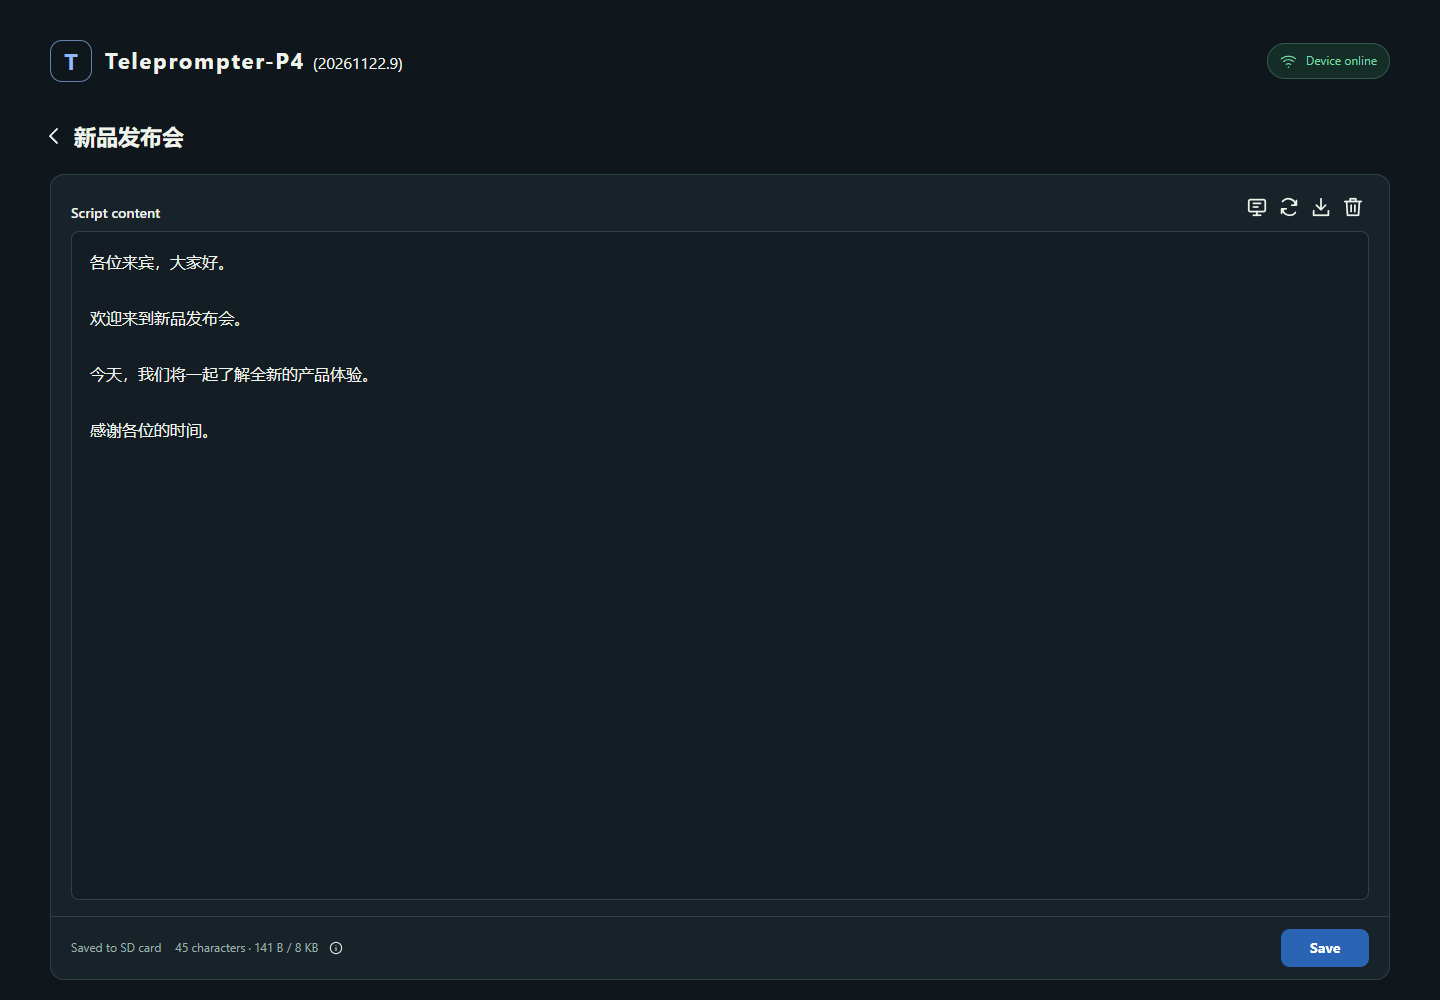 T
Teleprompter-P4 (20261122.9)
Device online
新品发布会
Script content
各位来宾，大家好。
欢迎来到新品发布会。
今天，我们将一起了解全新的产品体验。
感谢各位的时间。
Saved to SD card 45 characters · 141 B / 8 KB
Save